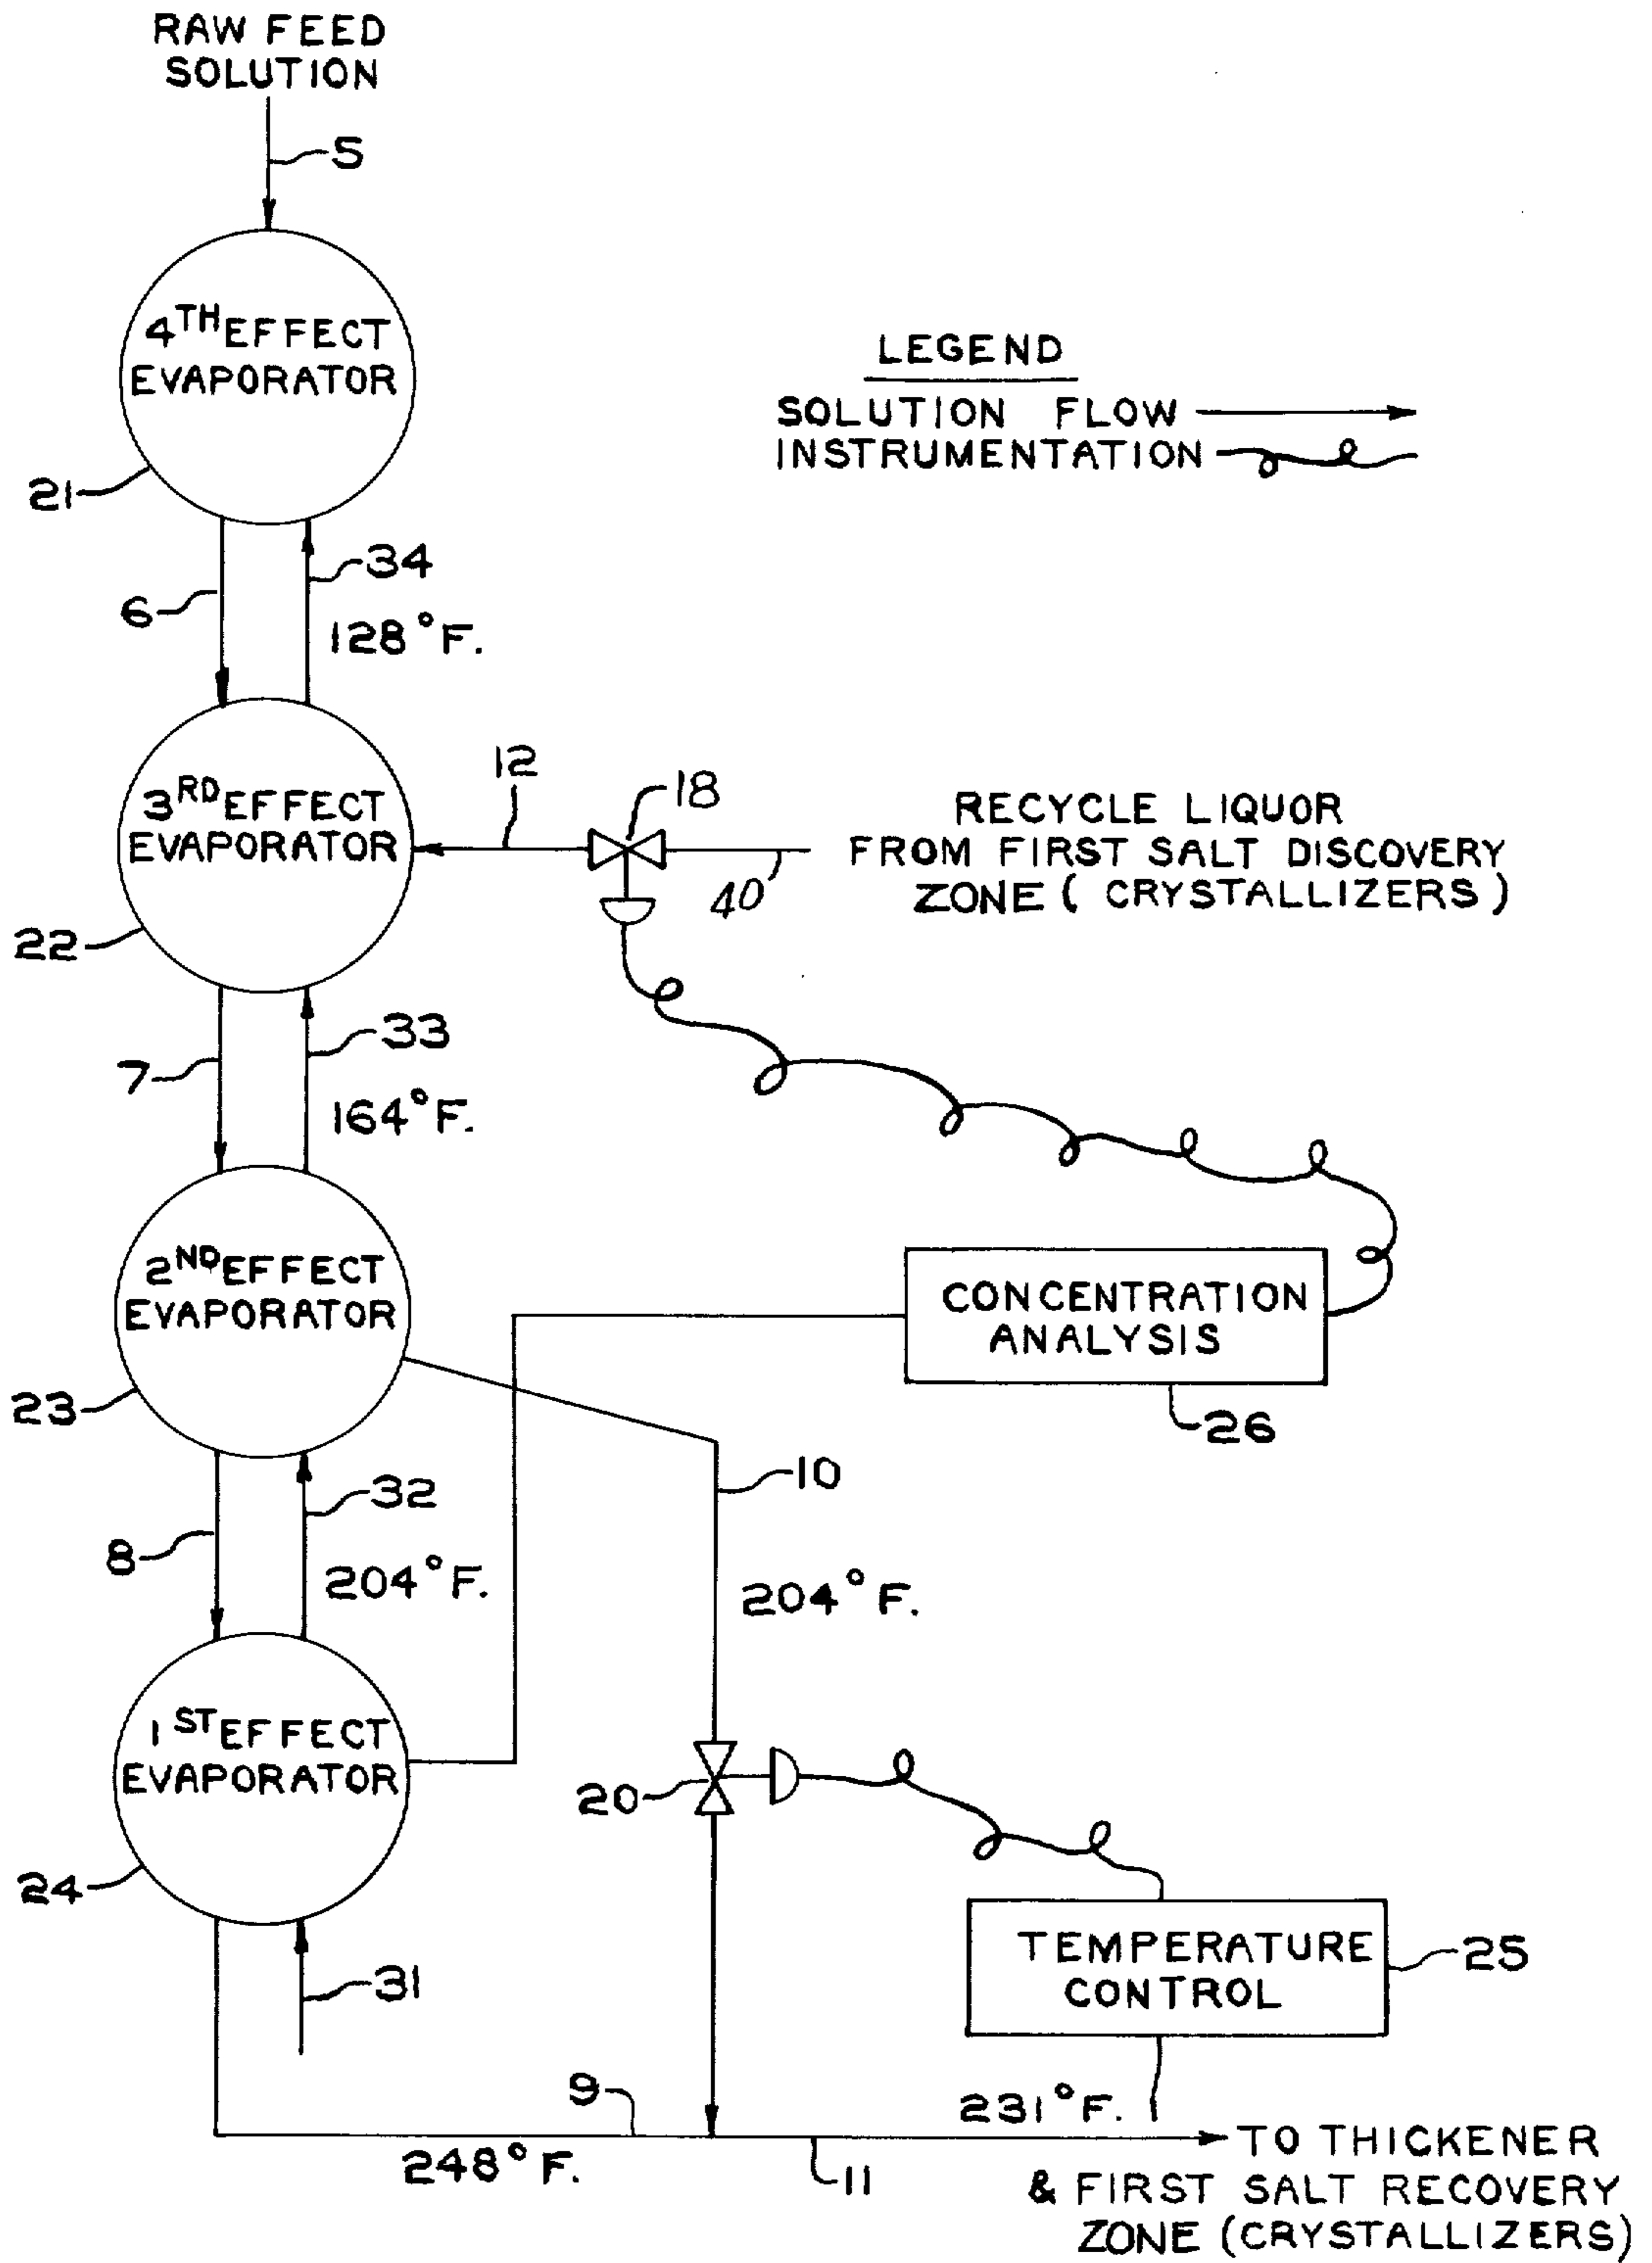 RAW FEED
SOLUTION
5
4TH EFFECT
EVAPORATOR
LEGEND
SOLUTION FLOW
INSTRUMENTATION
21
34
6
128°F.
12
18
3RD EFFECT
EVAPORATOR
RECYCLE LIQUOR
FROM FIRST SALT DISCOVERY
ZONE ( CRYSTALLIZERS )
40
22
33
7
164°F.
2ND EFFECT
EVAPORATOR
CONCENTRATION
ANALYSIS
23
26
10
32
8
204°F.
204°F.
1ST EFFECT
EVAPORATOR
20
24
TEMPERATURE
CONTROL
25
31
9
231°F.
248°F.
11
TO THICKENER
& FIRST SALT RECOVERY
ZONE (CRYSTALLIZERS)